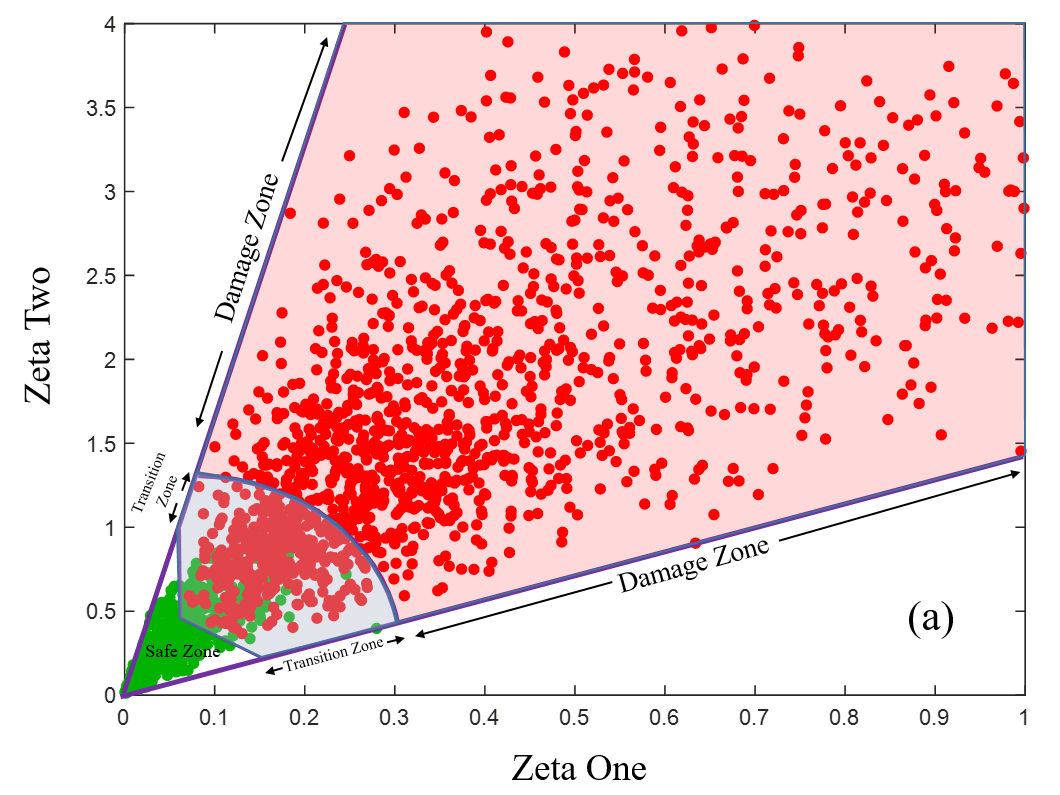 4
3.5
3
2.5
2
1.5
1
0.5
0
0
0.1
0.2
0.3
0.4
0.5
0.6
0.7
0.8
0.9
1
Zeta Two
Zeta One
Damage Zone
Transition
Zone
Safe Zone
Transition Zone
Damage Zone
(a)